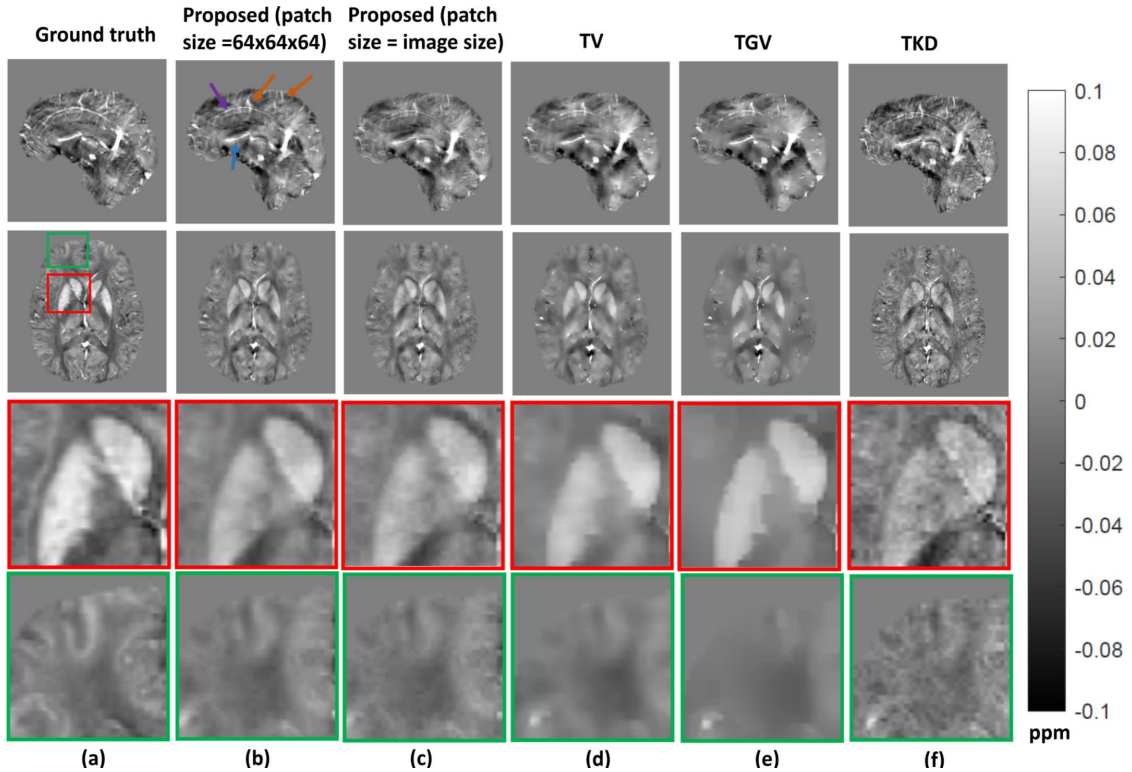 Ground truth
Proposed (patch
size =64x64x64)
Proposed (patch
size = image size)
TV
TGV
TKD
0.1
0.08
0.06
0.04
0.02
0
-0.02
-0.04
-0.06
-0.08
-0.1
ppm
(a)
(b)
(c)
(d)
(e)
(f)